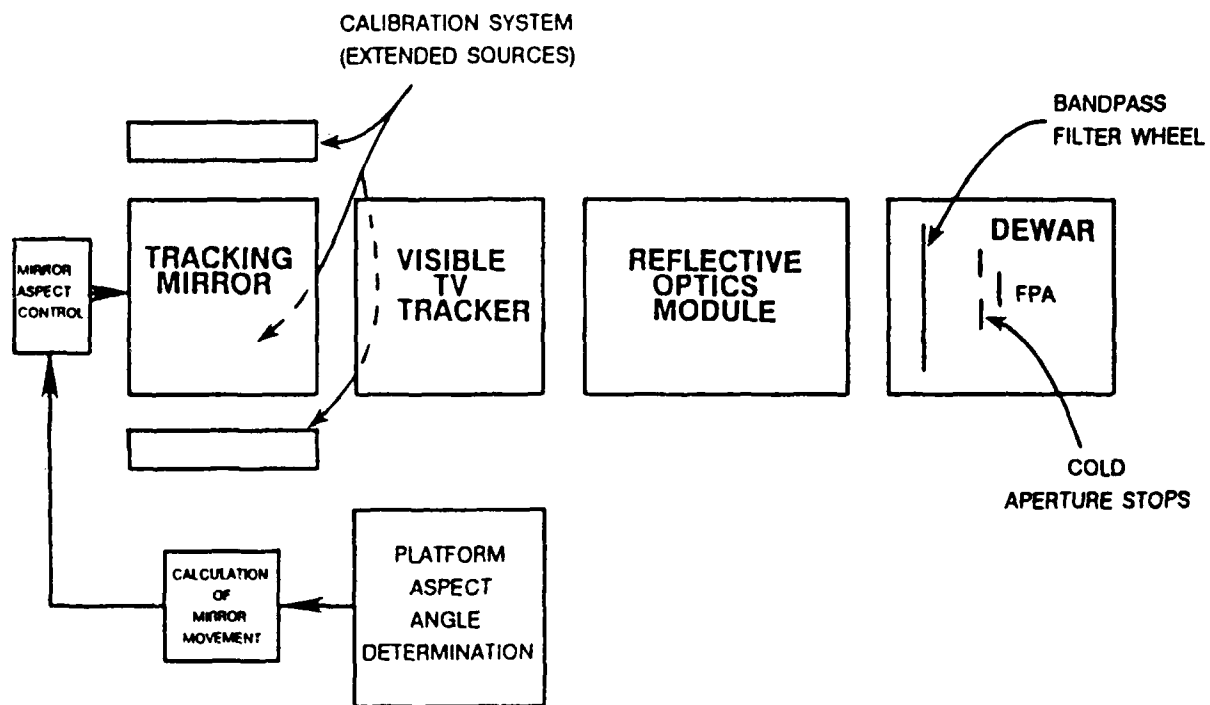 CALIBRATION SYSTEM
(EXTENDED SOURCES)
BANDPASS
FILTER WHEEL
MIRROR
ASPECT
CONTROL
TRACKING
MIRROR
VISIBLE
TV
TRACKER
REFLECTIVE
OPTICS
MODULE
DEWAR
FPA
COLD
APERTURE STOPS
CALCULATION
OF
MIRROR
MOVEMENT
PLATFORM
ASPECT
ANGLE
DETERMINATION